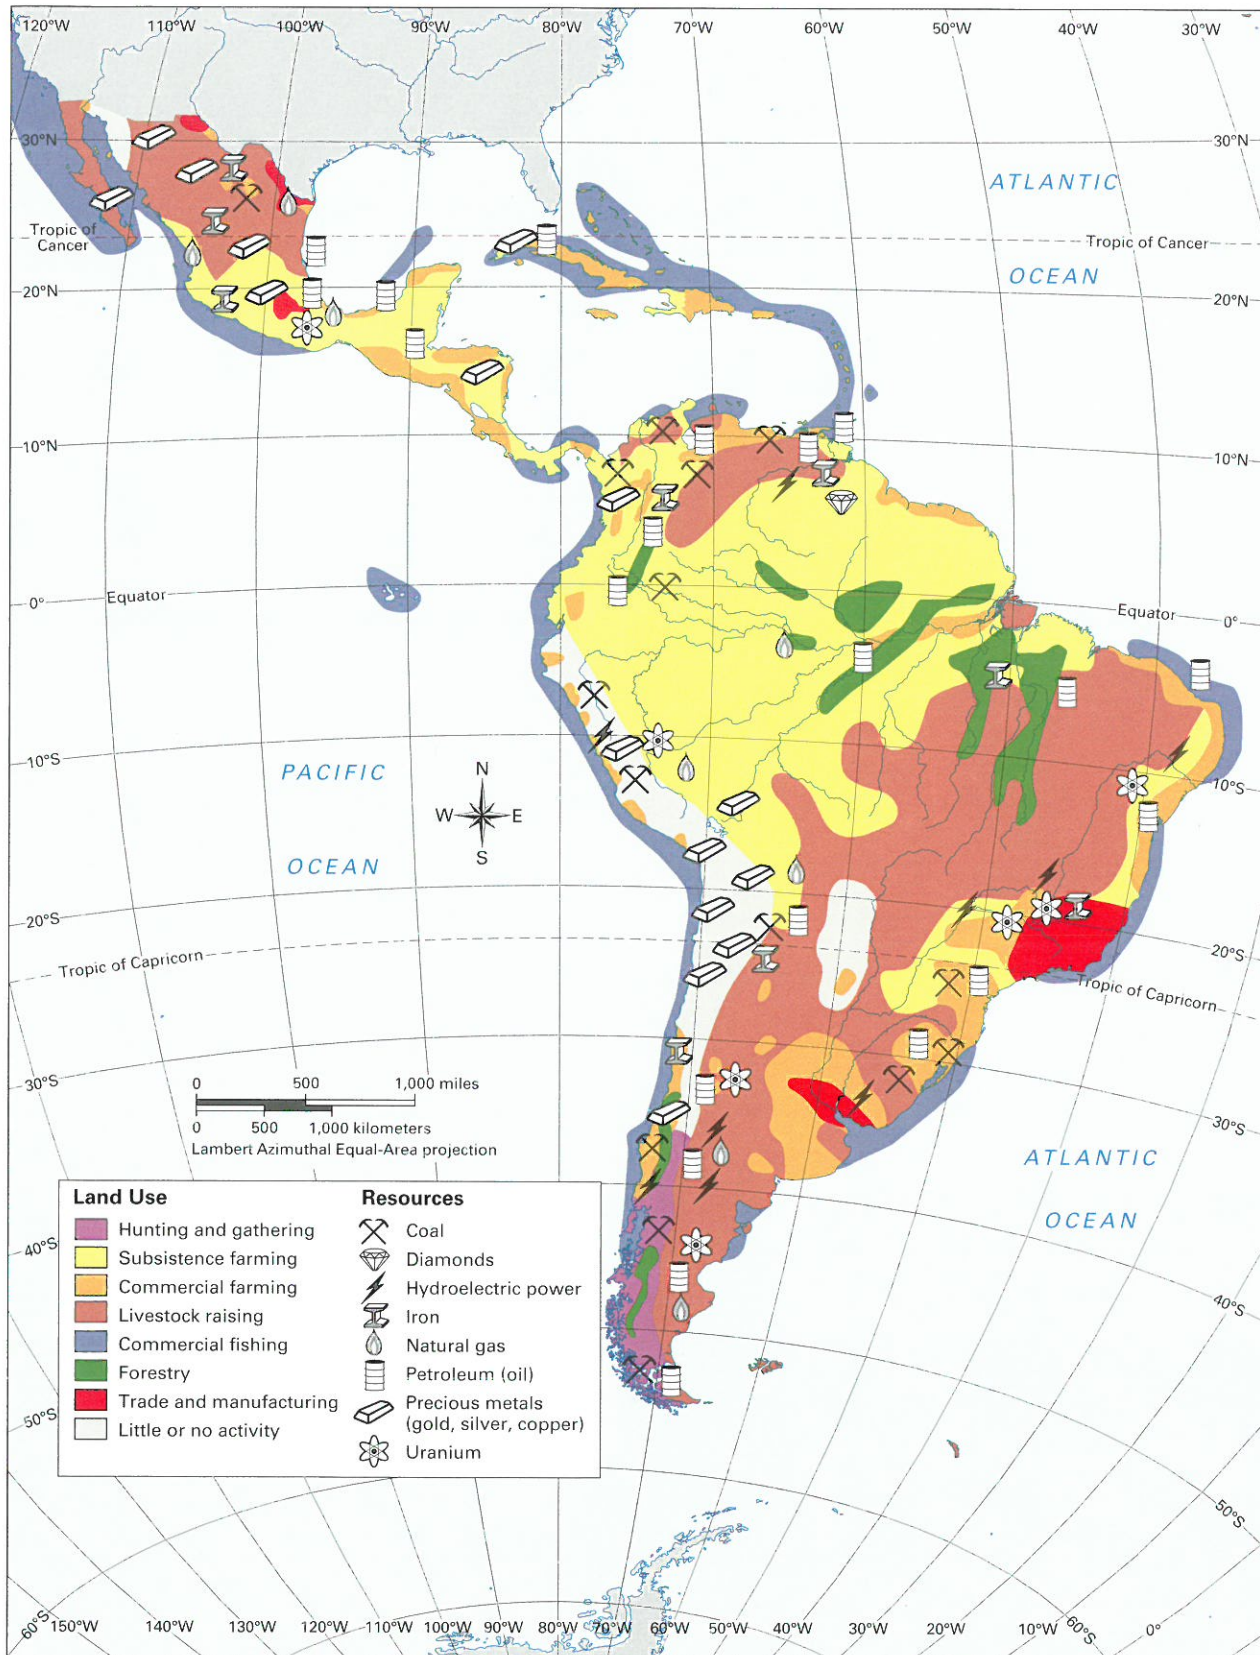 120°W 110°W 100°W 90°W 80°W 70°W 60°W 50°W 40°W 30°W
30°N 30°N
ATLANTIC
Tropic of
Cancer
Tropic of Cancer
OCEAN
20°N 20°N
10°N 10°N
Equator
0°
Equator
0°
10°S
PACIFIC
10°S
N
W E
S
OCEAN
20°S
20°S
Tropic of Capricorn
Tropic of Capricorn
30°S
0 500 1,000 miles
0 500 1,000 kilometers
Lambert Azimuthal Equal-Area projection
30°S
ATLANTIC
OCEAN
Land Use
Hunting and gathering
Subsistence farming
Commercial farming
Livestock raising
Commercial fishing
Forestry
Trade and manufacturing
Little or no activity
Resources
Coal
Diamonds
Hydroelectric power
Iron
Natural gas
Petroleum (oil)
Precious metals
(gold, silver, copper)
Uranium
40°S
40°S
50°S
50°S
60°S 150°W 140°W 130°W 120°W 110°W 100°W 90°W 80°W 70°W 60°W 50°W 40°W 30°W 20°W 10°W 60°S 0°